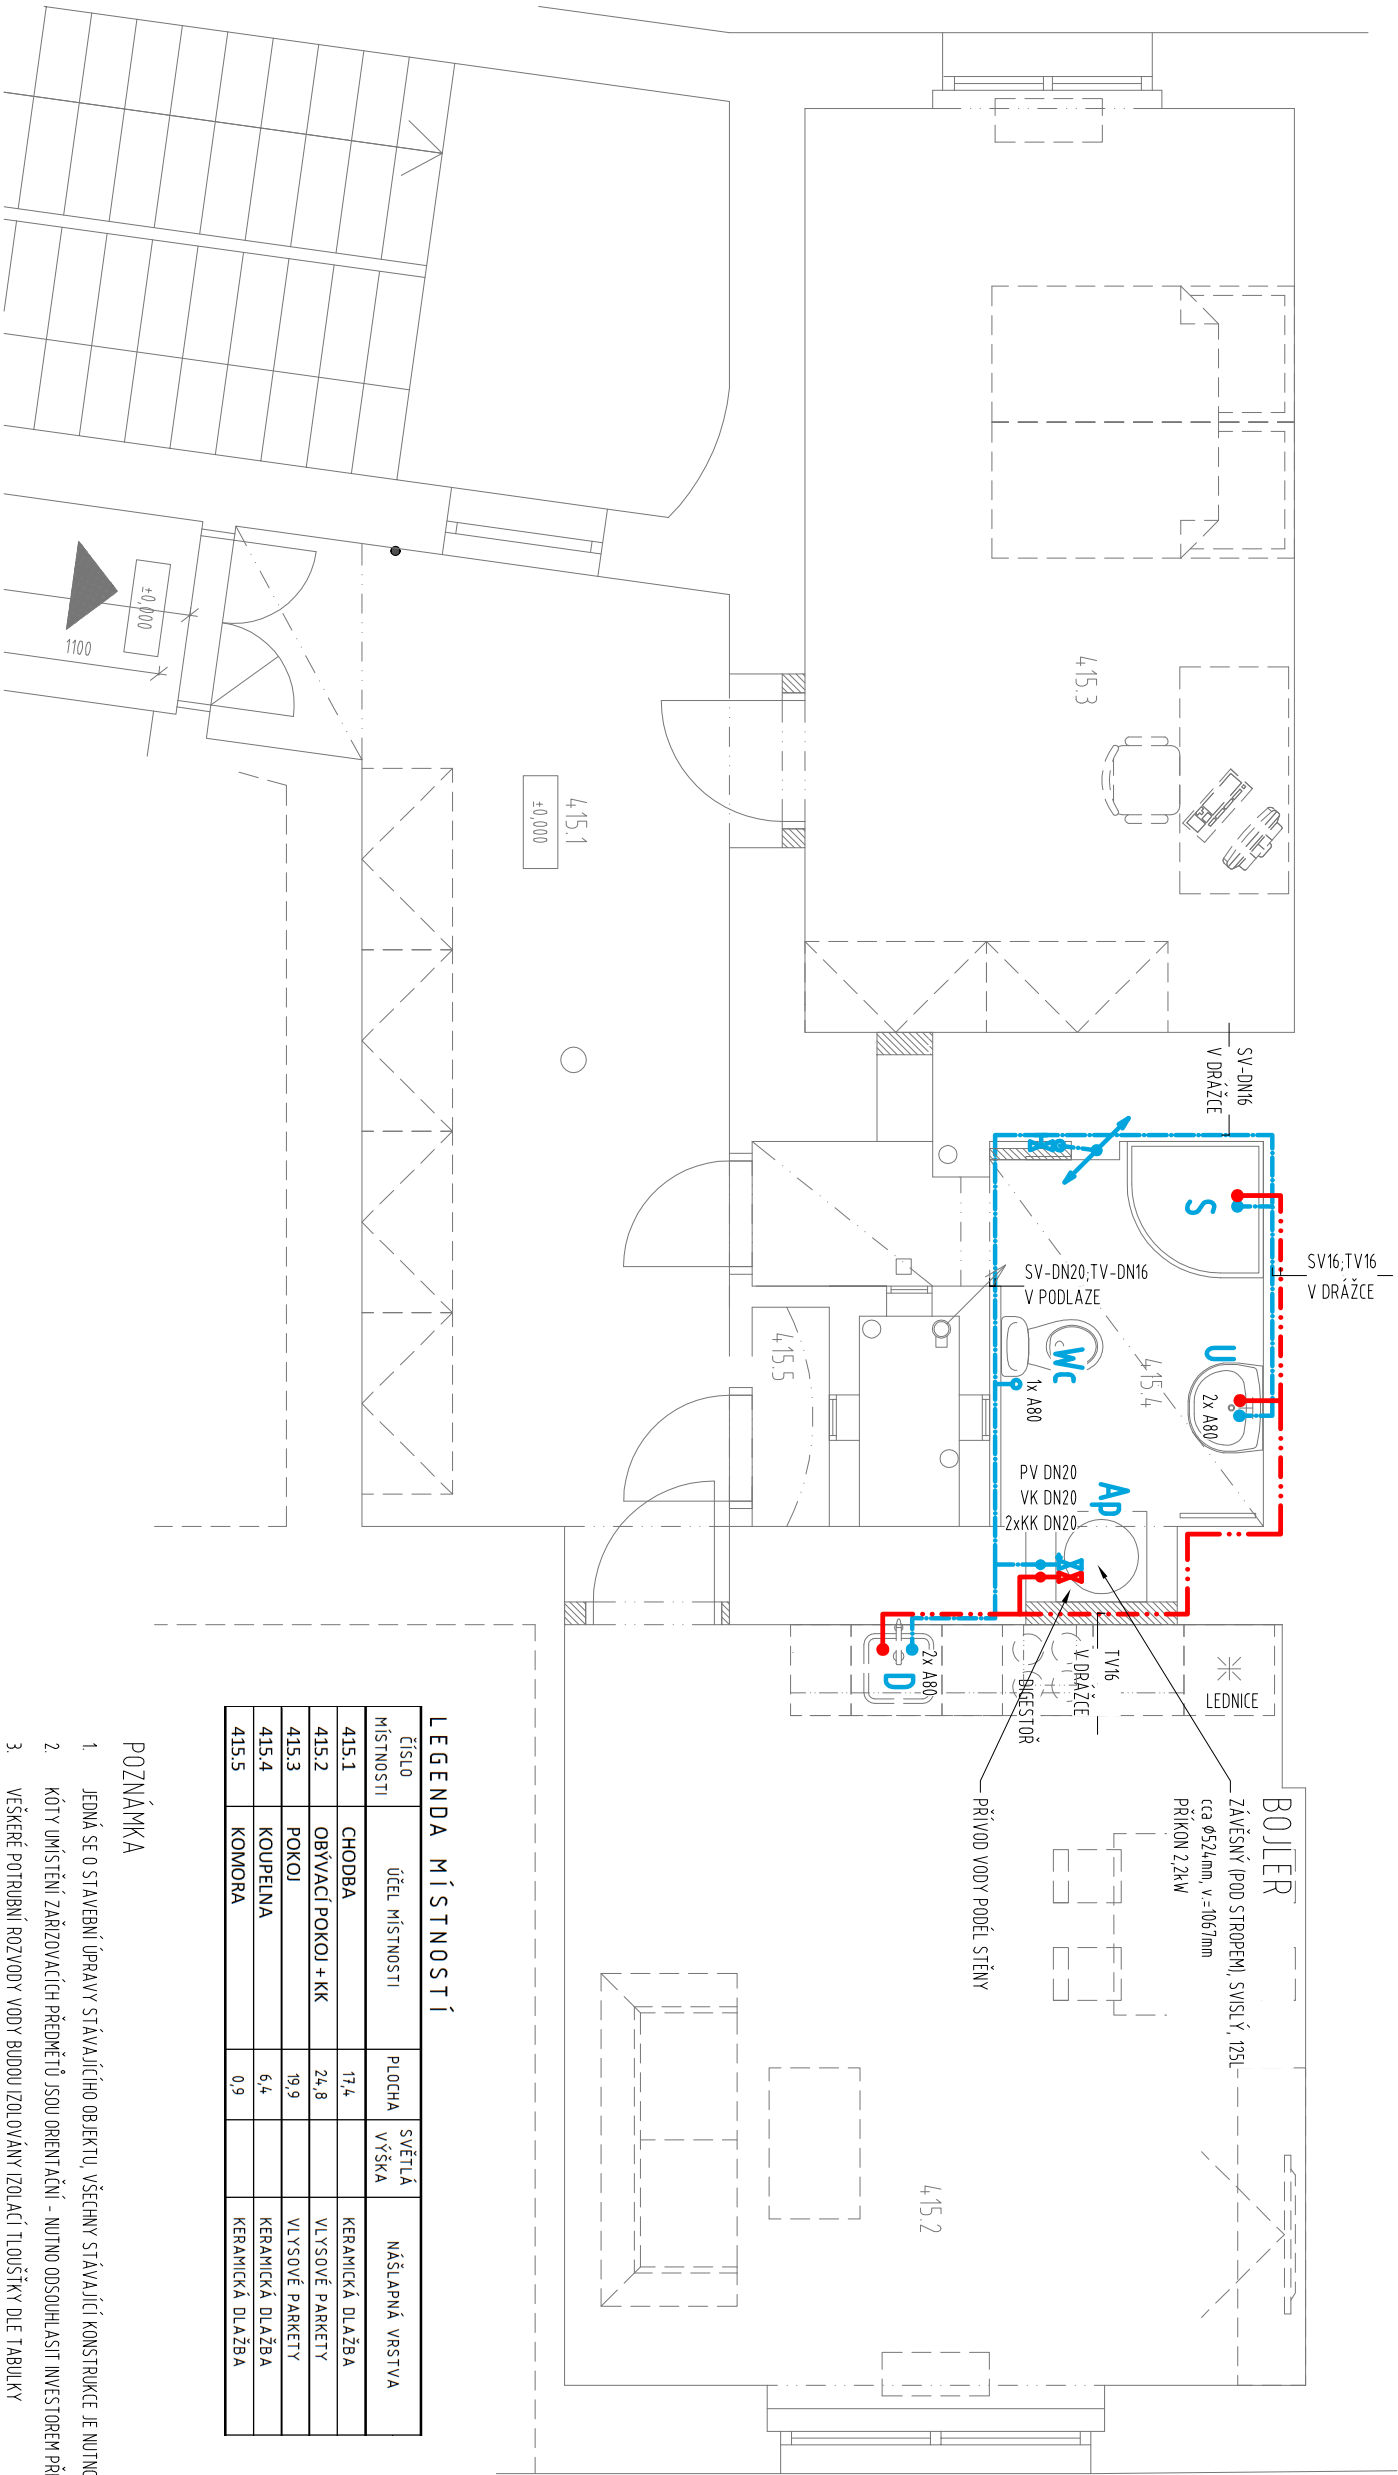 SV-DN16
V DRÁŽCE
SV16;TV16
V DRÁŽCE
SV-DN20;TV-DN16
V PODLAZE
415.3
415.1
±0,000
±0,000
1100
S
U
2x A80
Wc
1x A80
415.4
415.5
PV DN20
VK DN20
2xKK DN20
Ap
TV16
V DRÁŽCE
2x A80
D
DIGESTOŘ
LEDNICE
BOJLER
ZÁVĚSNÝ (POD STROPEM), SVISLÝ, 125L
cca Ø524mm, v.=1067mm
PŘÍKON 2,2kW
PŘÍVOD VODY PODÉL STĚNY
415.2
LEGENDA MÍSTNOSTÍ
ČÍSLO MÍSTNOSTI ÚČEL MÍSTNOSTI PLOCHA SVĚTLÁ VÝŠKA NÁŠLAPNÁ VRSTVA
415.1 CHODBA 17,4 KERAMICKÁ DLAŽBA
415.2 OBÝVACÍ POKOJ + KK 24,8 VLYSOVÉ PARKETY
415.3 POKOJ 19,9 VLYSOVÉ PARKETY
415.4 KOUPELNA 6,4 KERAMICKÁ DLAŽBA
415.5 KOMORA 0,9 KERAMICKÁ DLAŽBA
POZNÁMKA
1. JEDNÁ SE O STAVEBNÍ ÚPRAVY STÁVAJÍCÍHO OBJEKTU, VŠECHNY STÁVAJÍCÍ KONSTRUKCE JE NUTNO
2. KÓTY UMÍSTĚNÍ ZAŘIZOVACÍCH PŘEDMĚTŮ JSOU ORIENTAČNÍ - NUTNO ODSOUHLASIT INVESTOREM PŘI
3. VEŠKERÉ POTRUBNÍ ROZVODY VODY BUDOU IZOLOVÁNY IZOLACÍ TLOUŠŤKY DLE TABULKY